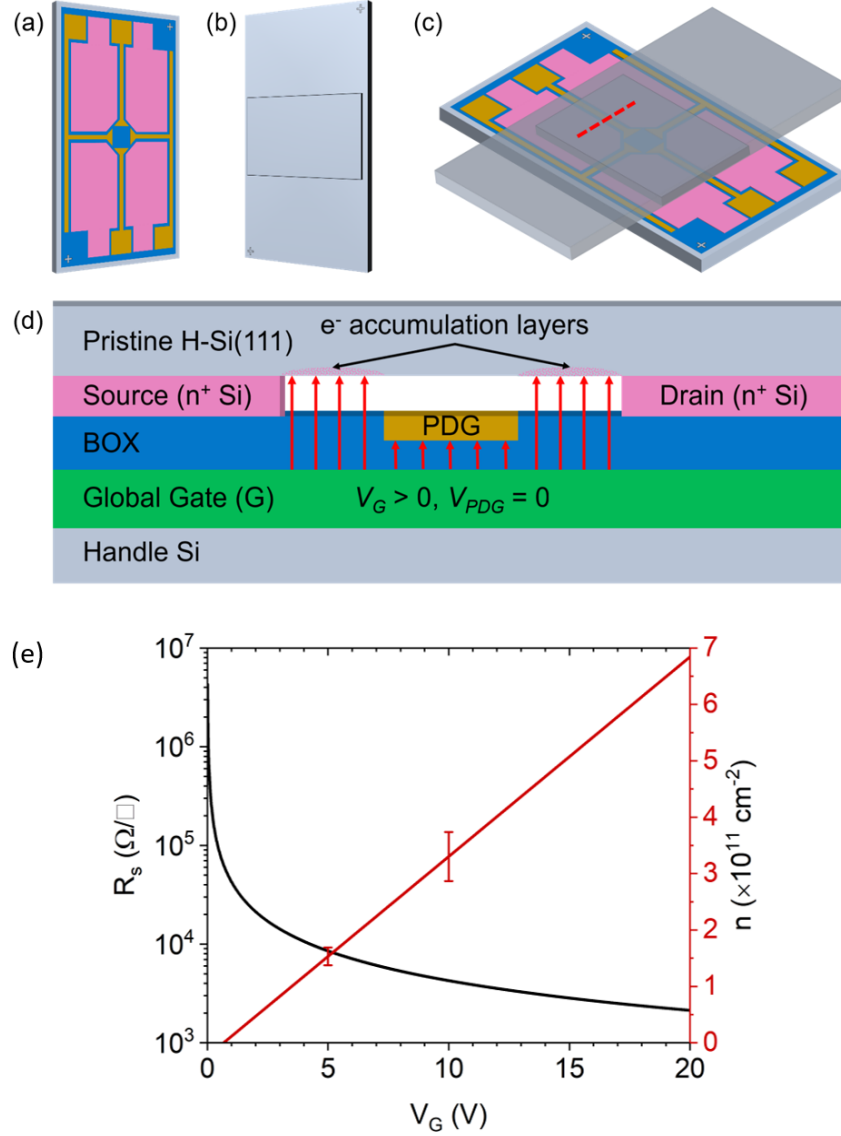 (a)
(b)
(c)
(d)
Pristine H-Si(111)
e⁻ accumulation layers
Source (n⁺ Si)
Drain (n⁺ Si)
PDG
BOX
Global Gate (G)
V_G > 0, V_PDG = 0
Handle Si
(e)
10⁷
10⁶
10⁵
10⁴
10³
R_s (Ω/□)
7
6
5
4
3
2
1
0
n (×10¹¹ cm⁻²)
0
5
10
15
20
V_G (V)